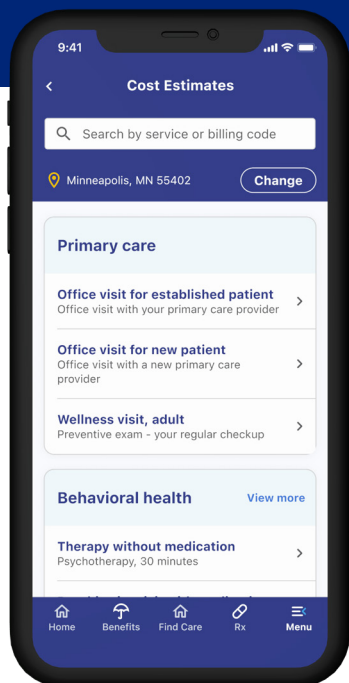 9:41
Cost Estimates
Search by service or billing code
Minneapolis, MN 55402
Change
Primary care
Office visit for established patient
Office visit with your primary care provider
Office visit for new patient
Office visit with a new primary care
provider
Wellness visit, adult
Preventive exam - your regular checkup
Behavioral health
View more
Therapy without medication
Psychotherapy, 30 minutes
Home
Benefits
Find Care
Rx
Menu